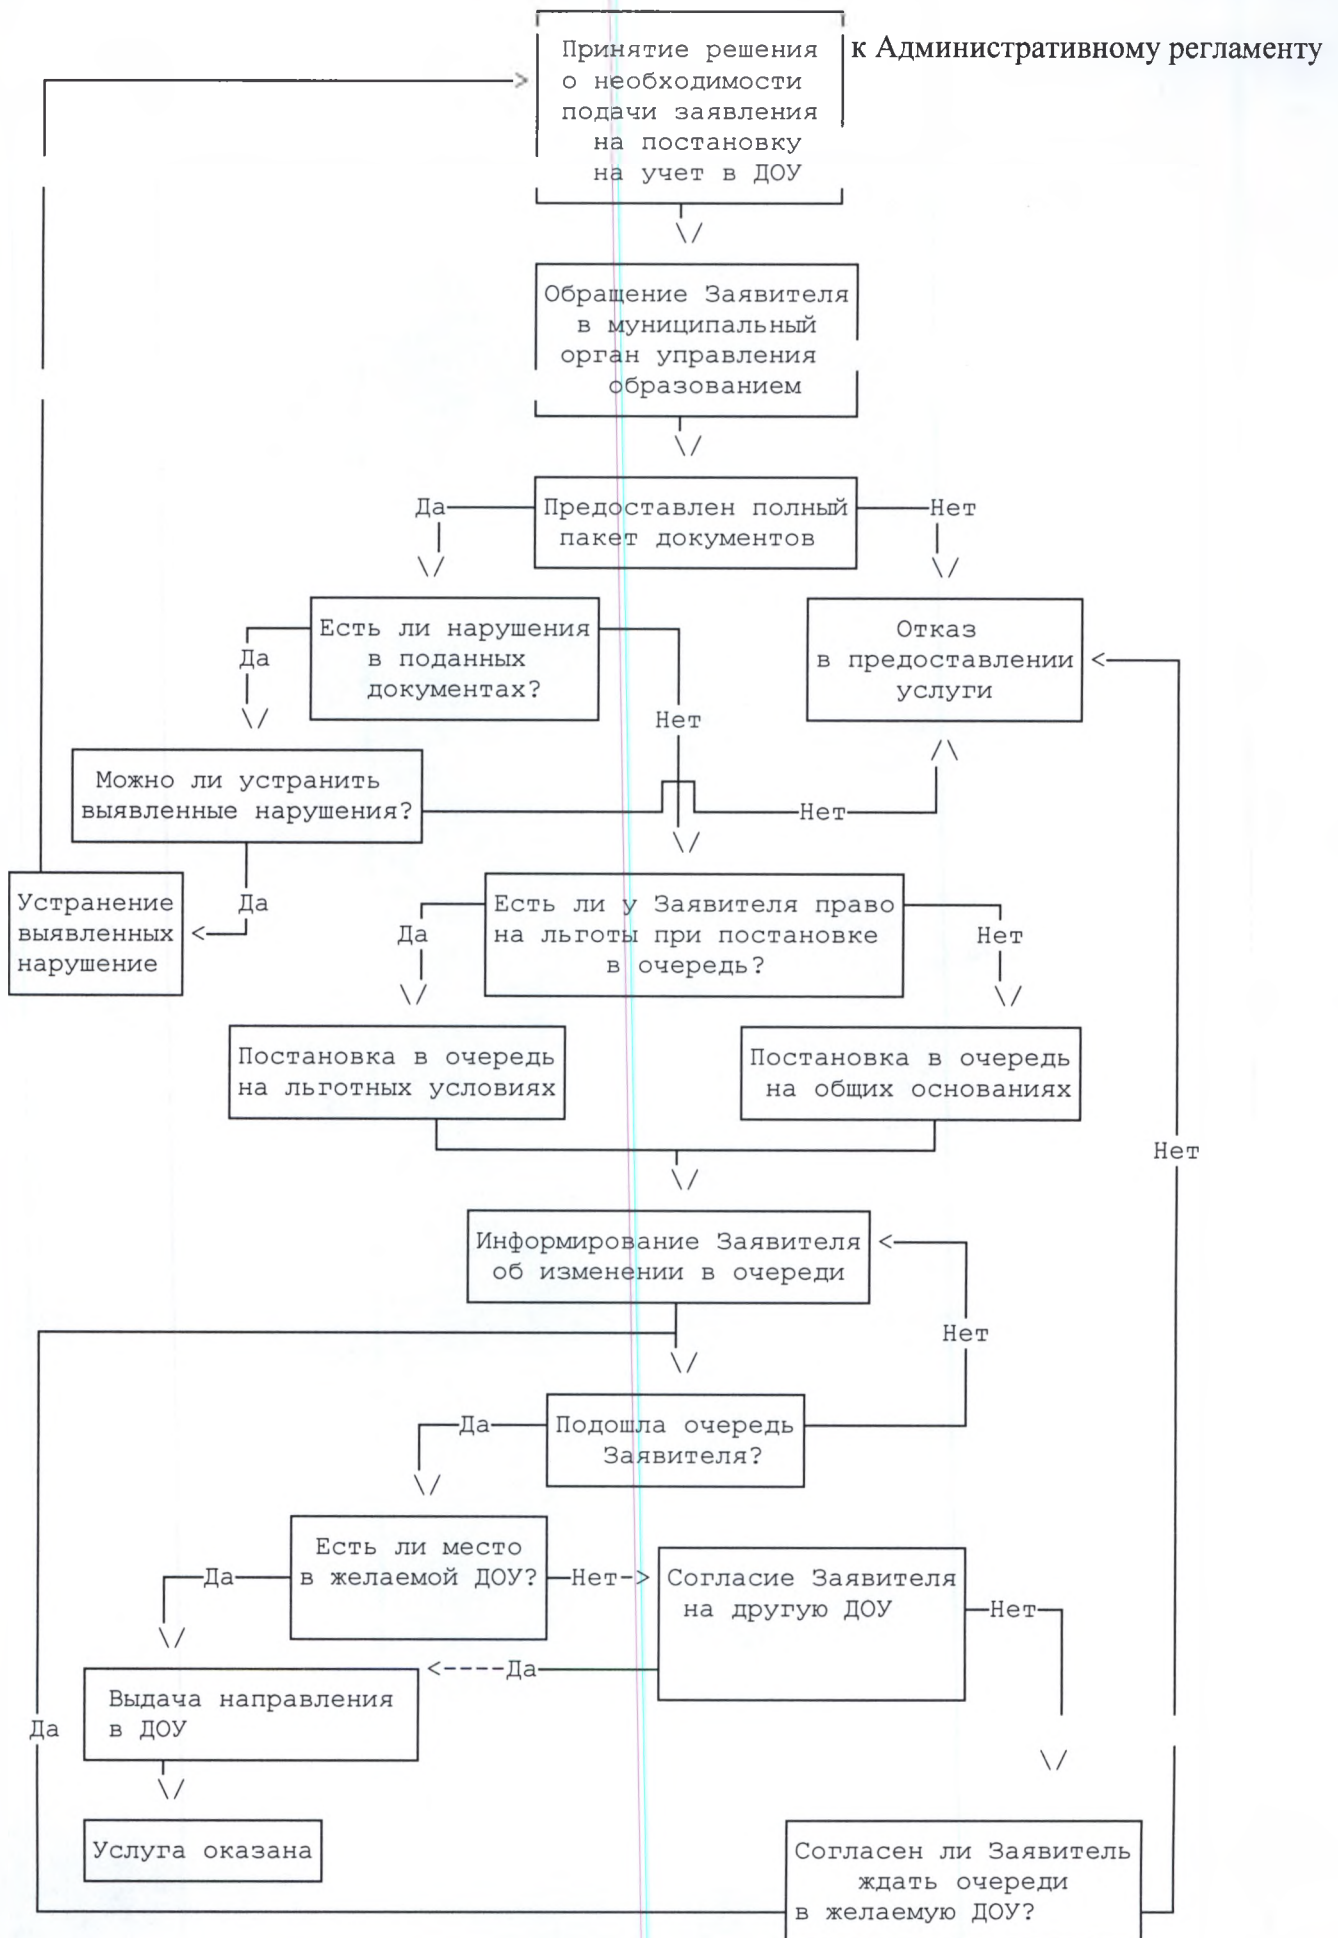 Принятие решения
о необходимости
подачи заявления
на постановку
на учет в ДОУ
к Административному регламенту
Обращение Заявителя
в муниципальный
орган управления
образованием
Да
Предоставлен полный
пакет документов
Нет
Есть ли нарушения
в поданных
документах?
Да
Нет
Отказ
в предоставлении
услуги
Можно ли устранить
выявленные нарушения?
Нет
Да
Устранение
выявленных
нарушение
Есть ли у Заявителя право
на льготы при постановке
в очередь?
Да
Нет
Постановка в очередь
на льготных условиях
Постановка в очередь
на общих основаниях
Нет
Информирование Заявителя
об изменении в очереди
Нет
Да
Подошла очередь
Заявителя?
Есть ли место
в желаемой ДОУ?
Да
Нет
Согласие Заявителя
на другую ДОУ
Нет
Да
Выдача направления
в ДОУ
Да
Услуга оказана
Согласен ли Заявитель
ждать очереди
в желаемую ДОУ?